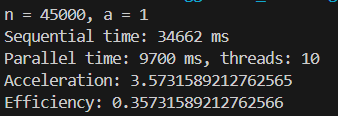 n = 45000, a = 1
Sequential time: 34662 ms
Parallel time: 9700 ms, threads: 10
Acceleration: 3.5731589212762565
Efficiency: 0.35731589212762566